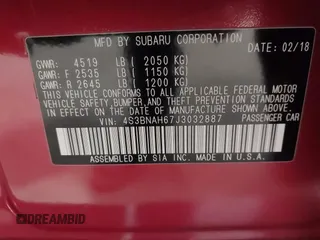 MFD BY SUBARU CORPORATION
DATE: 02/18
GVWR: 4519 LB ( 2050 KG)
GAWR: F 2535 LB ( 1150 KG)
GAWR: R 2645 LB ( 1200 KG)
THIS VEHICLE CONFORMS TO ALL APPLICABLE FEDERAL MOTOR
VEHICLE SAFETY, BUMPER, AND THEFT PREVENTION STANDARDS
IN EFFECT ON THE DATE OF MANUFACTURE SHOWN ABOVE.
VIN: 4S3BNAH67J3032887 PASSENGER CAR
ASSEMBLED BY SIA INC. MADE IN U.S.A.
DREAMBID